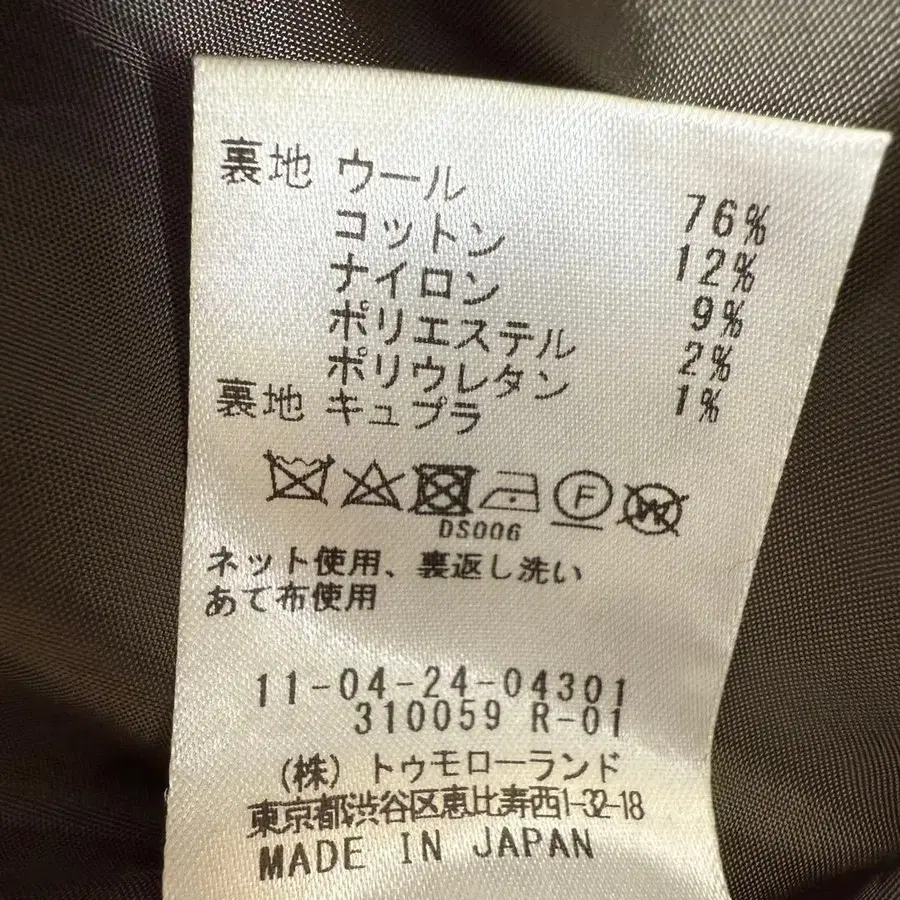 裏地 ウール 76%
コットン 12%
ナイロン 9%
ポリエステル 2%
ポリウレタン 1%
裏地 キュプラ
F
W
DS006
ネット使用、裏返し洗い
あて布使用
11-04-24-04301
310059 R-01
(株) トゥモローランド
東京都渋谷区恵比寿西1-32-18
MADE IN JAPAN